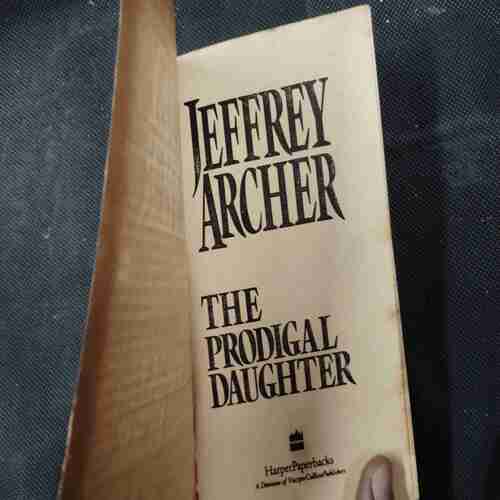 JEFFREY
ARCHER
THE
PRODIGAL
DAUGHTER
HarperPaperbacks
A Division of HarperCollinsPublishers